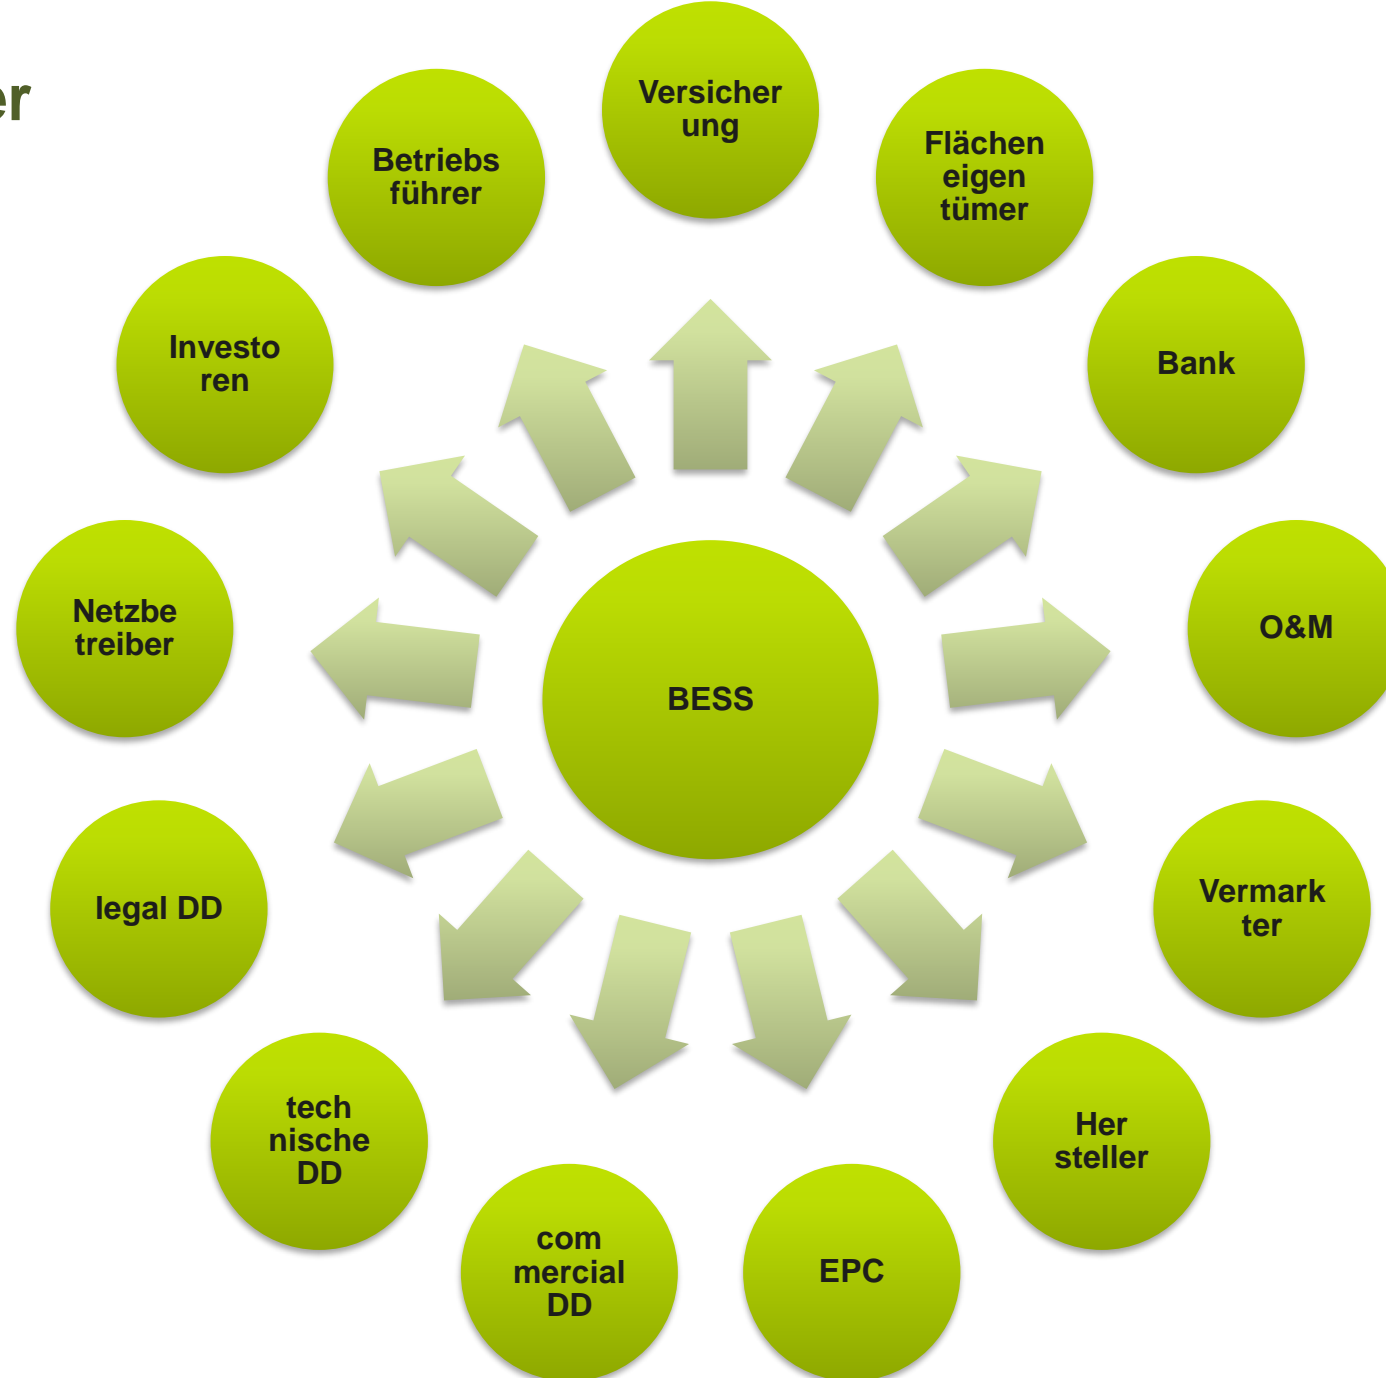 er
Versicher
ung
Flächen
eigen
tümer
Bank
O&M
Vermark
ter
Her
steller
EPC
com
mercial
DD
tech
nische
DD
legal DD
Netzbe
treiber
Investo
ren
Betriebs
führer
BESS